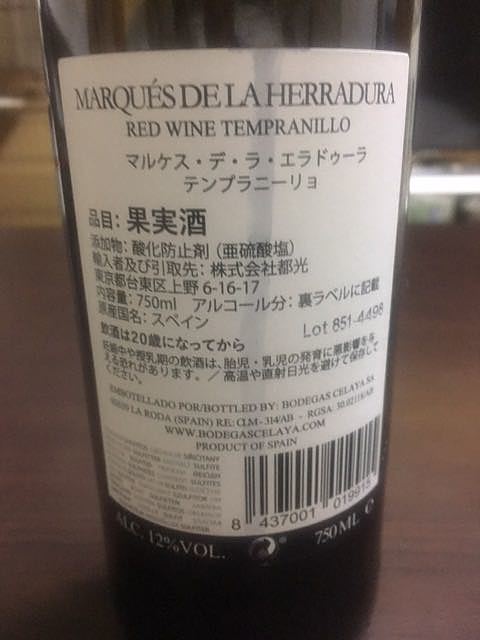 MARQUÉS DE LA HERRADURA
RED WINE TEMPRANILLO
マルケス・デ・ラ・エラドゥーラ
テンプラニーリョ
品目：果実酒
添加物：酸化防止剤（亜硫酸塩）
輸入者及び引取先：株式会社都光
東京都台東区上野 6-16-17
内容量：750ml アルコール分：裏ラベルに記載
原産国名：スペイン
Lot 851-4498
飲酒は20歳になってから
妊娠中や授乳期の飲酒は、胎児・乳児の発育に悪影響を与
える恐れがあります。／高温や直射日光を避けて保存して
ください。
EMBOTELLADO POR/BOTTLED BY: BODEGAS CELAYA
LA RODA (SPAIN) RE: CLM-314/AB - RGSA: 30.02118/AB
WWW.BODEGASCELAYA.COM
PRODUCT OF SPAIN
8 437001 019915
ALC. 12%VOL.
750 ML